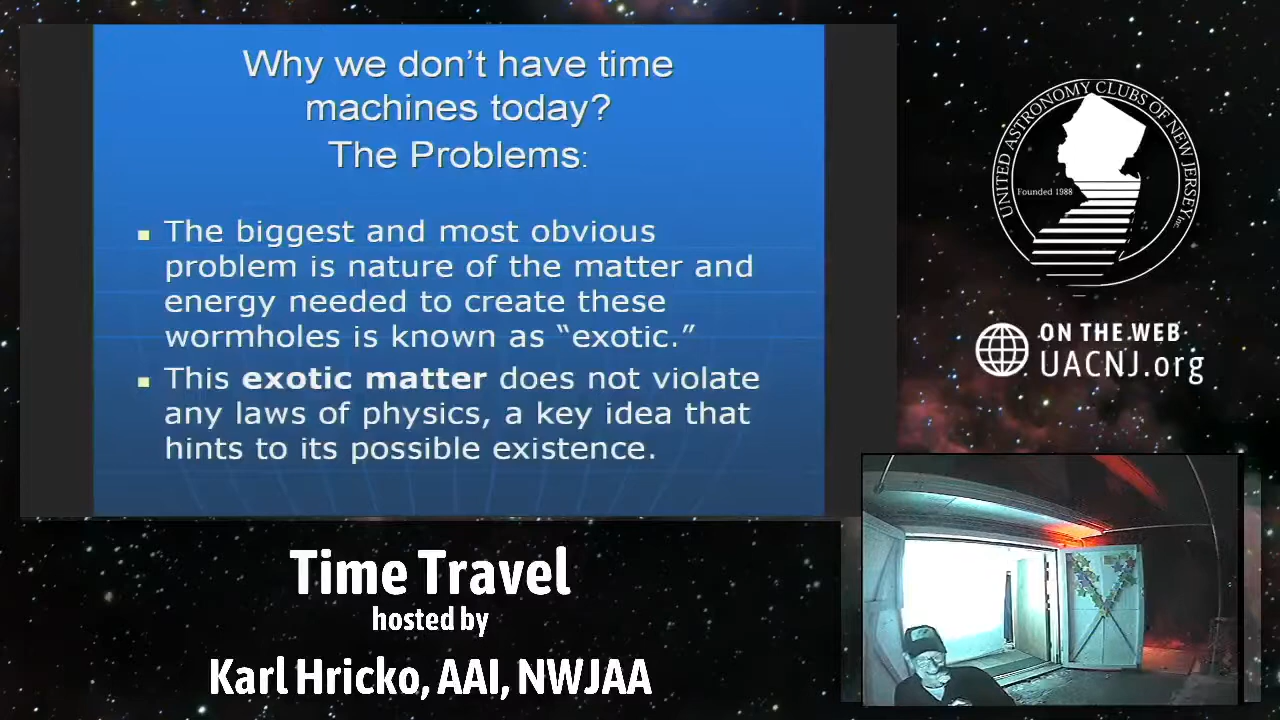 Why we don't have time
machines today?
The Problems:
The biggest and most obvious
problem is nature of the matter and
energy needed to create these
wormholes is known as “exotic.”
This exotic matter does not violate
any laws of physics, a key idea that
hints to its possible existence.
Time Travel
hosted by
Karl Hricko, AAI, NWJAA
UNITED ASTRONOMY CLUBS OF NEW JERSEY, Inc.
Founded 1988
ON THE WEB
UACNJ.org